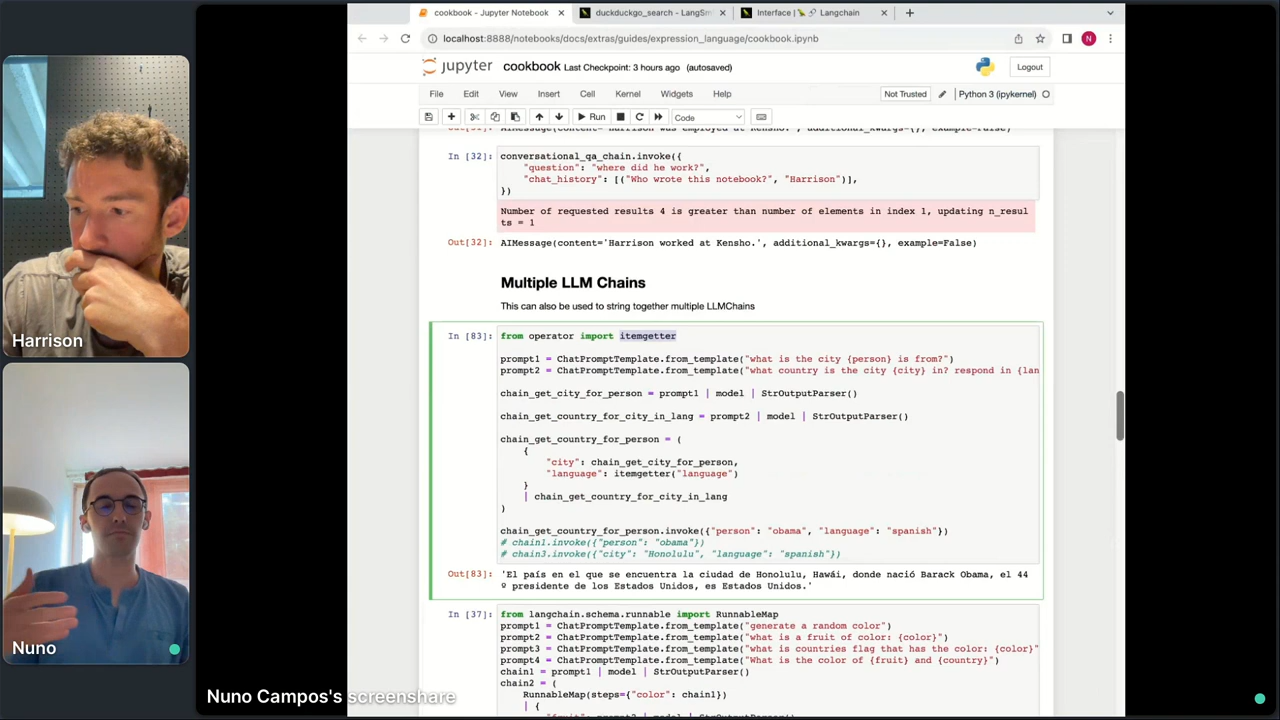 cookbook - Jupyter Notebook
duckduckgo_search - LangSm
Interface | Langchain
localhost:8888/notebooks/docs/extras/guides/expression_language/cookbook.ipynb
N
jupyter cookbook Last Checkpoint: 3 hours ago (autosaved)
Logout
File Edit View Insert Cell Kernel Widgets Help
Not Trusted
Python 3 (ipykernel)
Run
Code
In [32]: conversational_qa_chain.invoke({
"question": "where did he work?",
"chat_history": [("Who wrote this notebook?", "Harrison")],
})
Number of requested results 4 is greater than number of elements in index 1, updating n_resul
ts = 1
Out[32]: AIMessage(content='Harrison worked at Kensho.', additional_kwargs={}, example=False)
Multiple LLM Chains
This can also be used to string together multiple LLMChains
In [83]: from operator import itemgetter
prompt1 = ChatPromptTemplate.from_template("what is the city {person} is from?")
prompt2 = ChatPromptTemplate.from_template("what country is the city {city} in? respond in {lan
chain_get_city_for_person = prompt1 | model | StrOutputParser()
chain_get_country_for_city_in_lang = prompt2 | model | StrOutputParser()
chain_get_country_for_person = (
{
"city": chain_get_city_for_person,
"language": itemgetter("language")
}
| chain_get_country_for_city_in_lang
)
chain_get_country_for_person.invoke({"person": "obama", "language": "spanish"})
# chain1.invoke({"person": "obama"})
# chain3.invoke({"city": "Honolulu", "language": "spanish"})
Out[83]: 'El país en el que se encuentra la ciudad de Honolulu, Hawái, donde nació Barack Obama, el 44
º presidente de los Estados Unidos, es Estados Unidos.'
In [37]: from langchain.schema.runnable import RunnableMap
prompt1 = ChatPromptTemplate.from_template("generate a random color")
prompt2 = ChatPromptTemplate.from_template("what is a fruit of color: {color}")
prompt3 = ChatPromptTemplate.from_template("what is countries flag that has the color: {color}"
prompt4 = ChatPromptTemplate.from_template("What is the color of {fruit} and {country}")
chain1 = prompt1 | model | StrOutputParser()
chain2 = (
RunnableMap(steps={"color": chain1})
| {
Harrison
Nuno
Nuno Campos's screenshare